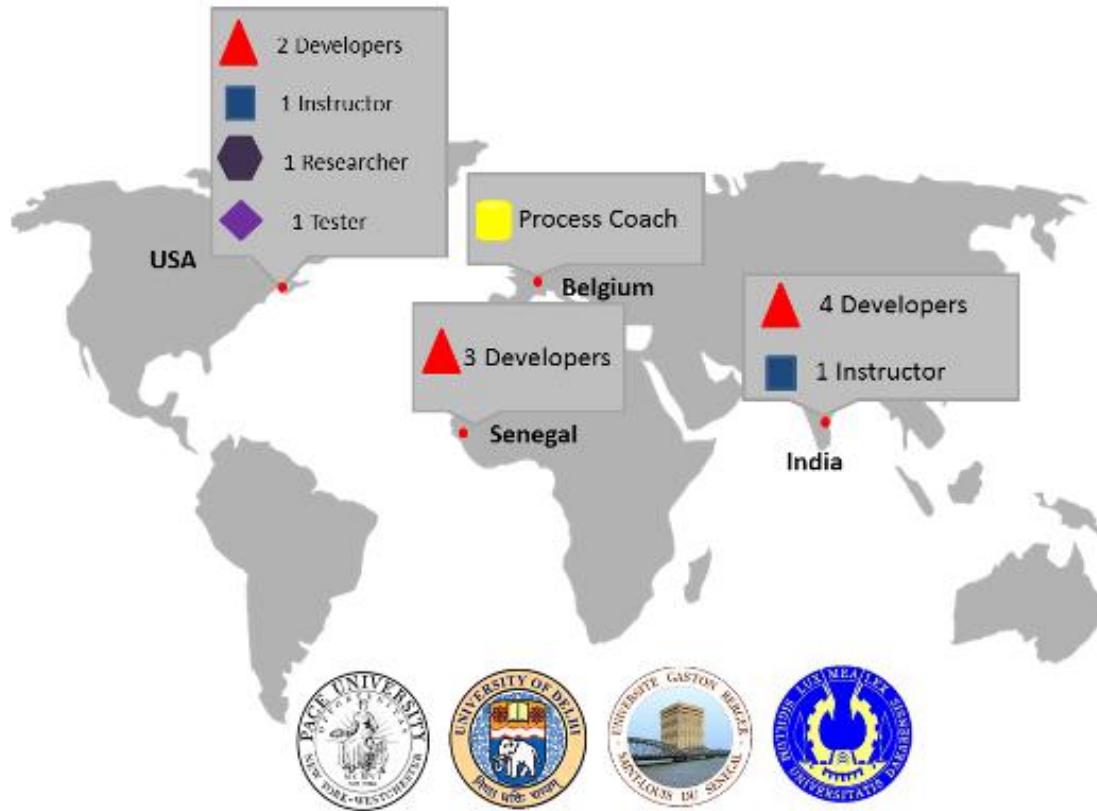 2 Developers
1 Instructor
1 Researcher
1 Tester
USA
Process Coach
Belgium
3 Developers
Senegal
4 Developers
1 Instructor
India
PACE UNIVERSITY
NEW YORK-WESTCHESTER
UNIVERSITY OF DELHI
UNIVERSITE GASTON BERGER
SAINT-LOUIS DU SENEGAL
LUX MEA LEX
UNIVERSITATIS DAKARENSIS